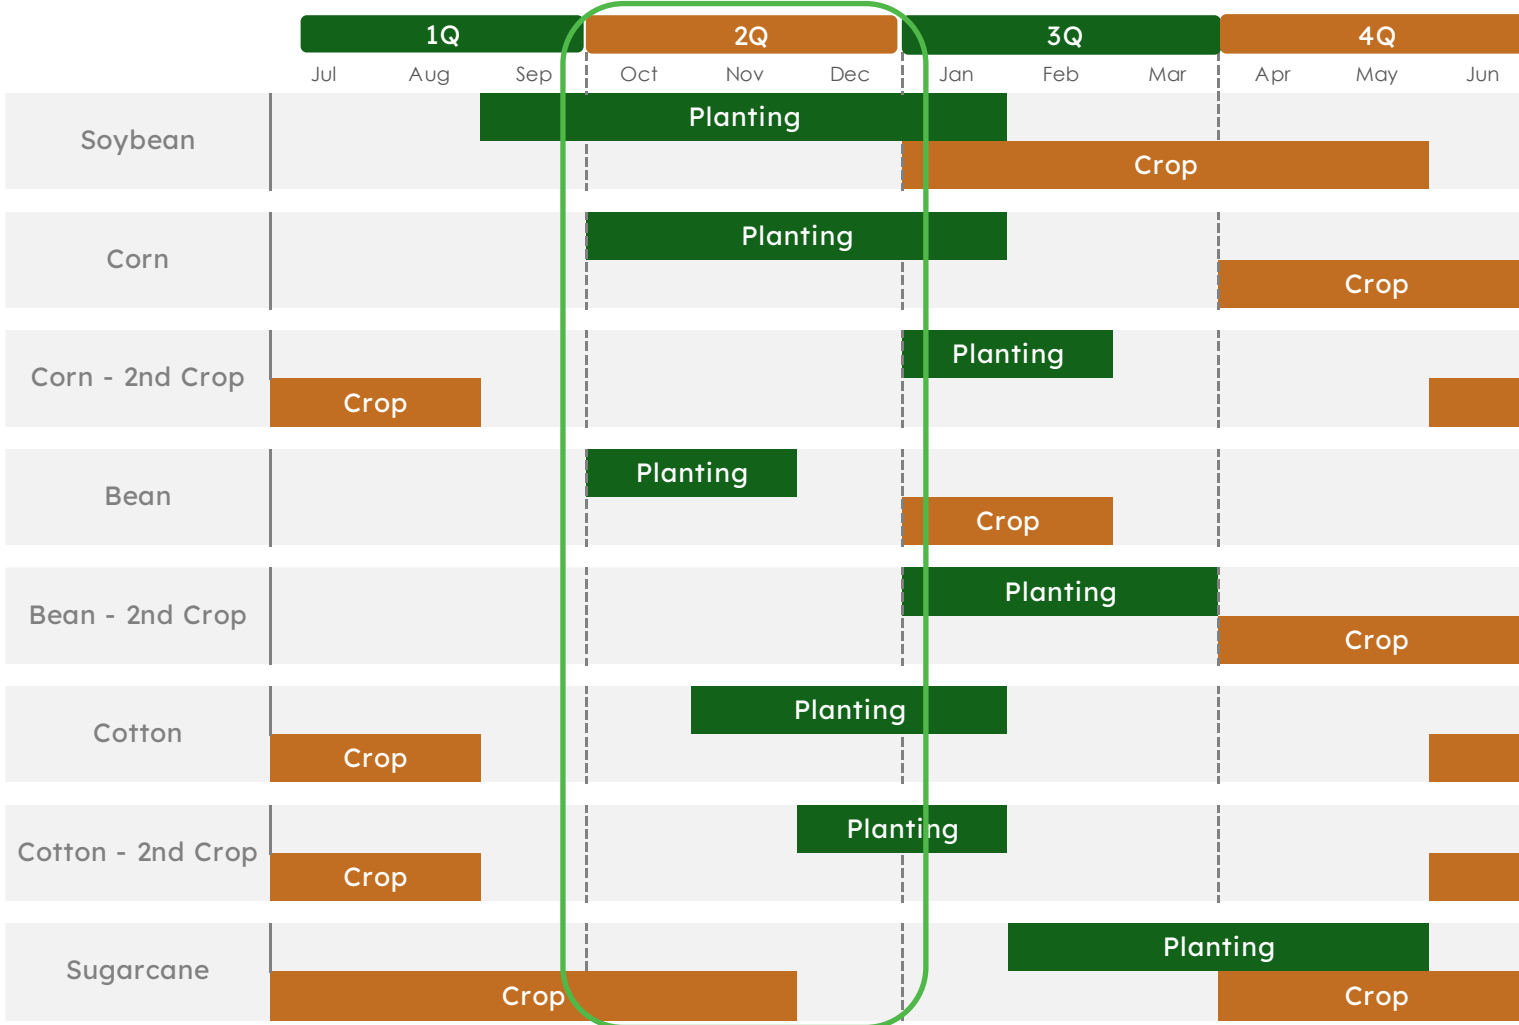 1Q 2Q 3Q 4Q
Jul Aug Sep Oct Nov Dec Jan Feb Mar Apr May Jun
Planting
Soybean
Crop
Planting
Corn
Crop
Planting
Corn - 2nd Crop
Crop
Planting
Bean
Crop
Planting
Bean - 2nd Crop
Crop
Planting
Cotton
Crop
Planting
Cotton - 2nd Crop
Crop
Planting
Sugarcane
Crop Crop